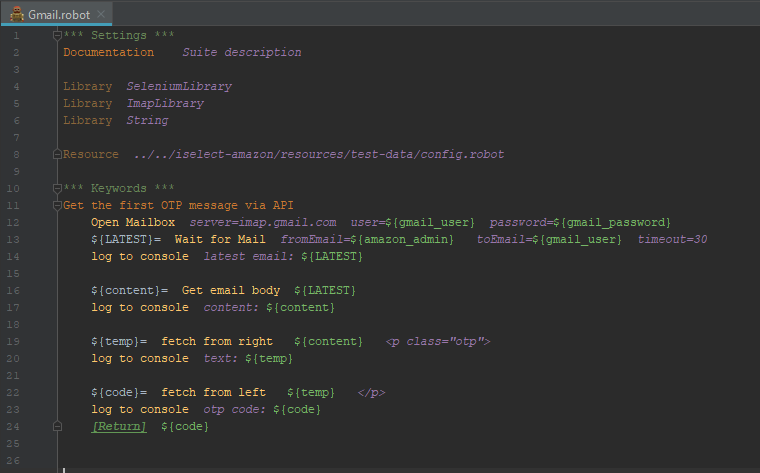 Gmail.robot
1 *** Settings ***
2 Documentation    Suite description
3
4 Library  SeleniumLibrary
5 Library  ImapLibrary
6 Library  String
7
8 Resource  ../../iselect-amazon/resources/test-data/config.robot
9
10 *** Keywords ***
11 Get the first OTP message via API
12     Open Mailbox  server=imap.gmail.com  user=${gmail_user}  password=${gmail_password}
13     ${LATEST}=  Wait for Mail  fromEmail=${amazon_admin}   toEmail=${gmail_user}  timeout=30
14     log to console  latest email: ${LATEST}
15
16     ${content}=  Get email body  ${LATEST}
17     log to console  content: ${content}
18
19     ${temp}=  fetch from right   ${content}   <p class="otp">
20     log to console  text: ${temp}
21
22     ${code}=  fetch from left   ${temp}   </p>
23     log to console  otp code: ${code}
24     [Return]  ${code}
25
26